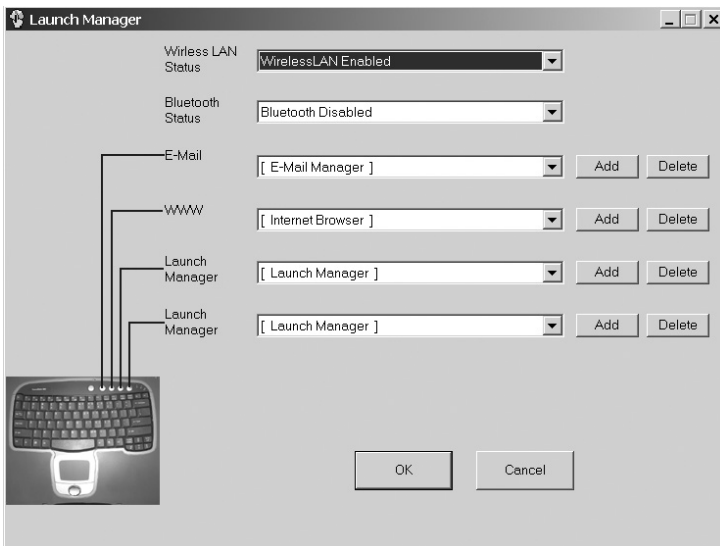 Launch Manager
Wirless LAN
Status
WirelessLAN Enabled
Bluetooth
Status
Bluetooth Disabled
E-Mail
[ E-Mail Manager ]
Add
Delete
WWW
[ Internet Browser ]
Add
Delete
Launch
Manager
[ Launch Manager ]
Add
Delete
Launch
Manager
[ Launch Manager ]
Add
Delete
OK
Cancel